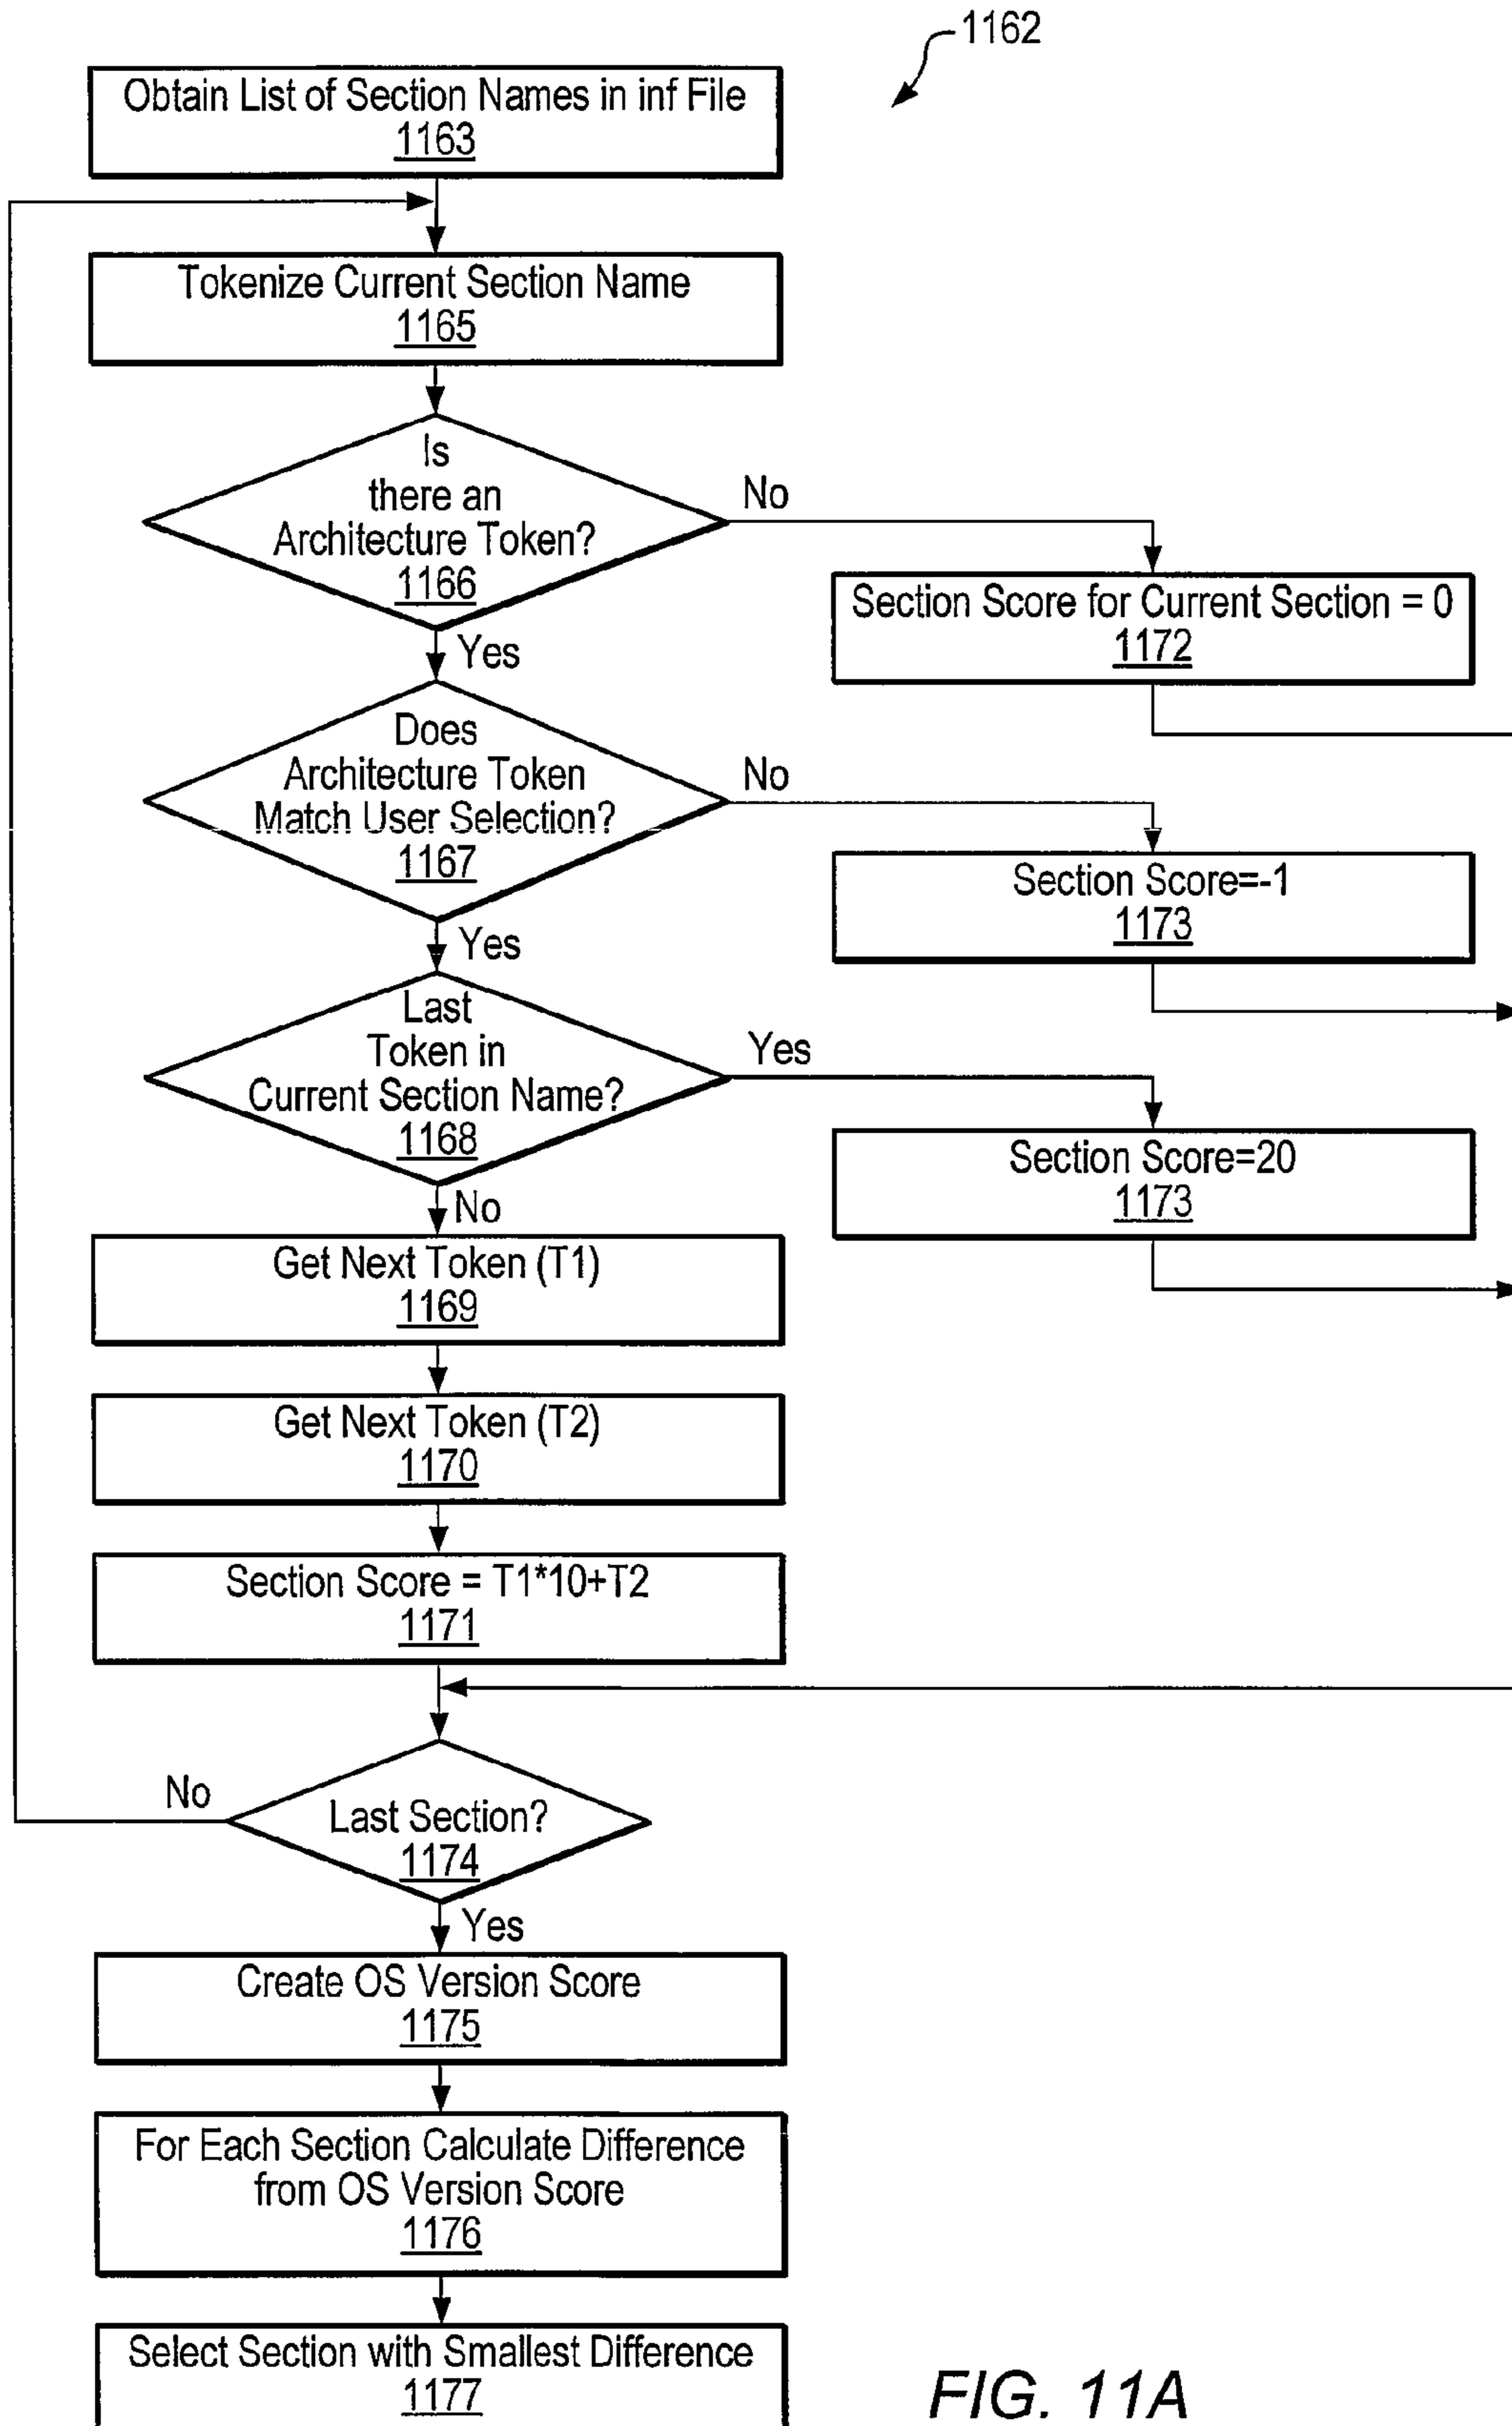 1162
Obtain List of Section Names in inf File
1163
Tokenize Current Section Name
1165
Is
there an
Architecture Token?
1166
No
Section Score for Current Section = 0
1172
Yes
Does
Architecture Token
Match User Selection?
1167
No
Section Score=-1
1173
Yes
Last
Token in
Current Section Name?
1168
Yes
Section Score=20
1173
No
Get Next Token (T1)
1169
Get Next Token (T2)
1170
Section Score = T1*10+T2
1171
Last Section?
1174
No
Yes
Create OS Version Score
1175
For Each Section Calculate Difference
from OS Version Score
1176
Select Section with Smallest Difference
1177
FIG. 11A